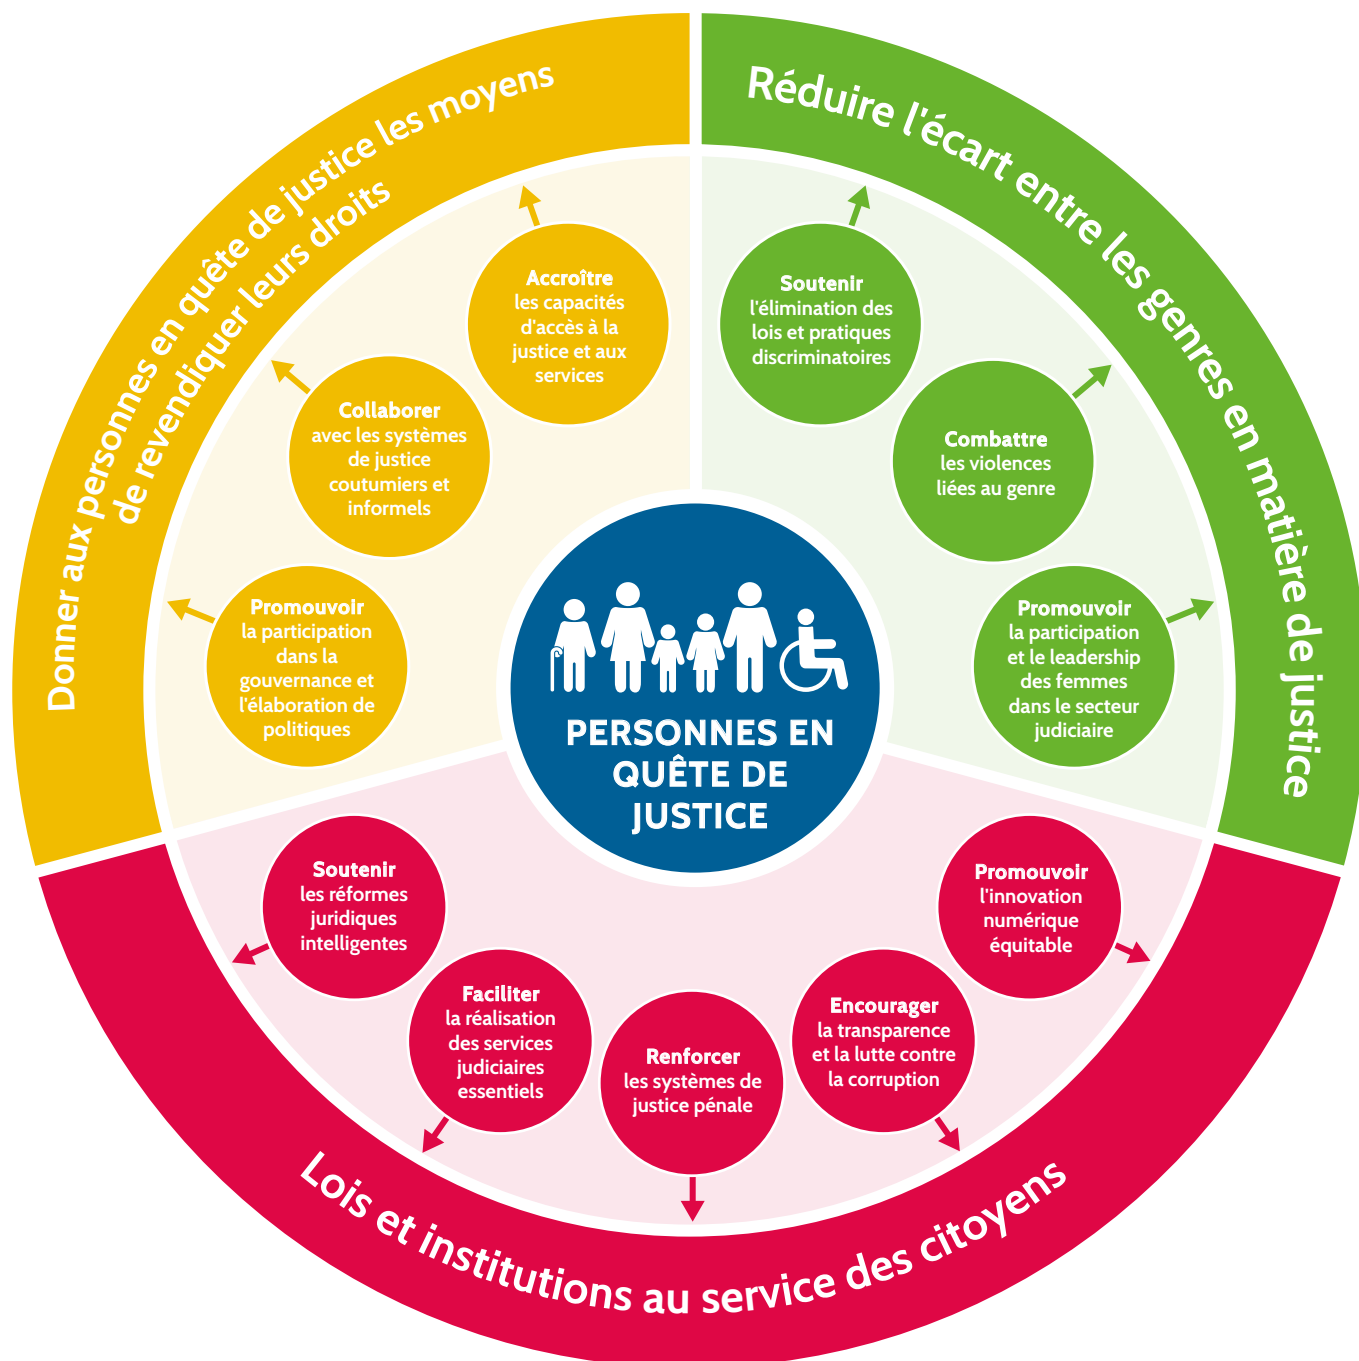 Donner aux personnes en quête de justice les moyens
de revendiquer leurs droits
Accroître
les capacités
d'accès à la
justice et aux
services
Collaborer
avec les systèmes
de justice
coutumiers et
informels
Promouvoir
la participation
dans la
gouvernance et
l'élaboration de
politiques
Réduire l'écart entre les genres en matière de justice
Soutenir
l'élimination des
lois et pratiques
discriminatoires
Combattre
les violences
liées au genre
Promouvoir
la participation
et le leadership
des femmes
dans le secteur
judiciaire
PERSONNES EN
QUÊTE DE
JUSTICE
Soutenir
les réformes
juridiques
intelligentes
Faciliter
la réalisation
des services
judiciaires
essentiels
Renforcer
les systèmes de
justice pénale
Encourager
la transparence
et la lutte contre
la corruption
Promouvoir
l'innovation
numérique
équitable
Lois et institutions au service des citoyens